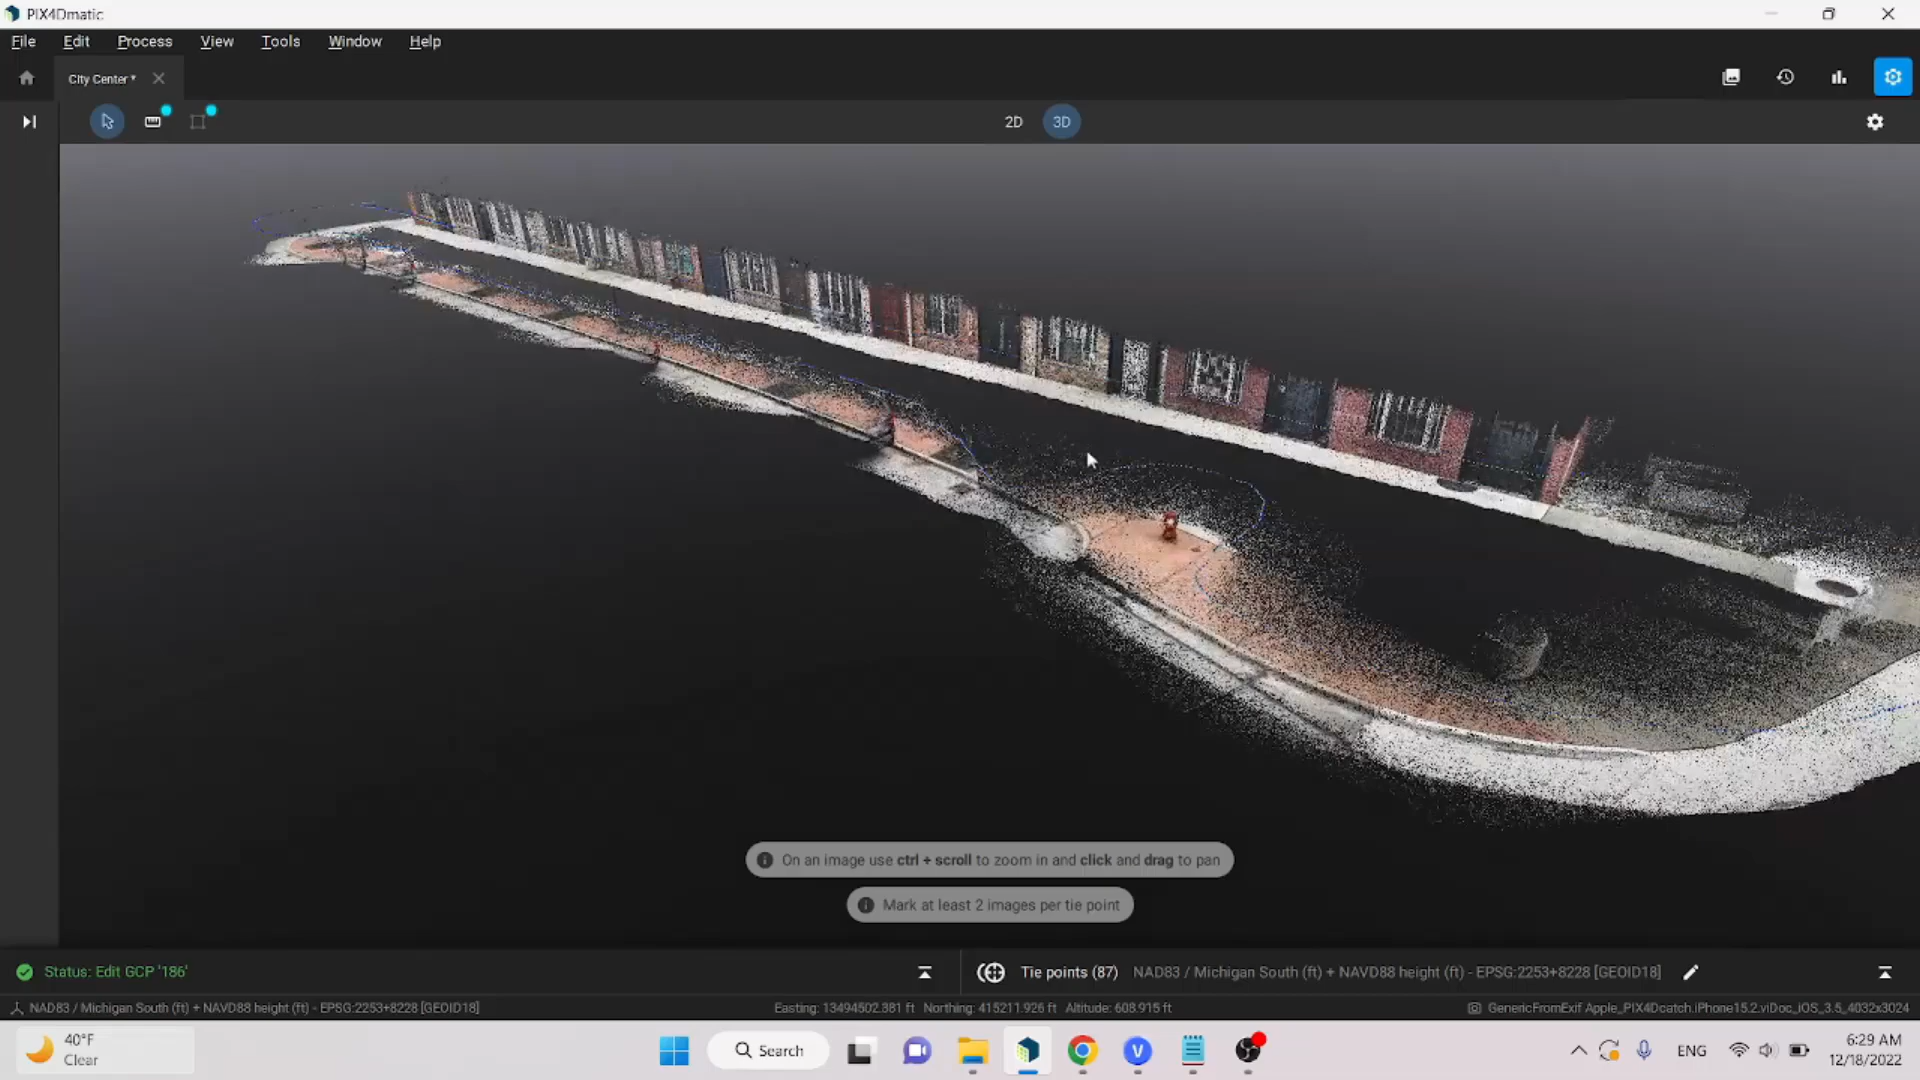 PIX4Dmatic
File Edit Process View Tools Window Help
City Center *
2D 3D
On an image use ctrl + scroll to zoom in and click and drag to pan
Mark at least 2 images per tie point
Status: Edit GCP '186'
Tie points (87) NAD83 / Michigan South (ft) + NAVD88 height (ft) - EPSG:2253+8228 [GEOID18]
NAD83 / Michigan South (ft) + NAVD88 height (ft) - EPSG:2253+8228 [GEOID18]
Easting: 13494502.381 ft Northing: 415211.926 ft Altitude: 608.915 ft
GenericFromExif Apple_PIX4Dcatch.iPhone15.2.viDoc_iOS_3.5_4032x3024
40°F
Clear
Search
V
ENG
6:29 AM
12/18/2022